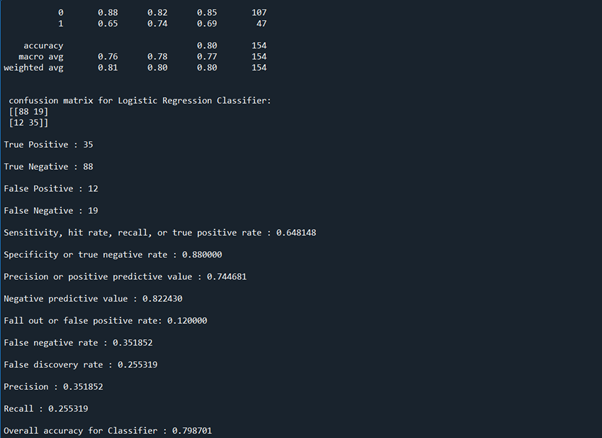 0 0.88 0.82 0.85 107
1 0.65 0.74 0.69 47
accuracy 0.80 154
macro avg 0.76 0.78 0.77 154
weighted avg 0.81 0.80 0.80 154
confussion matrix for Logistic Regression Classifier:
[[88 19]
[12 35]]
True Positive : 35
True Negative : 88
False Positive : 12
False Negative : 19
Sensitivity, hit rate, recall, or true positive rate : 0.648148
Specificity or true negative rate : 0.880000
Precision or positive predictive value : 0.744681
Negative predictive value : 0.822430
Fall out or false positive rate: 0.120000
False negative rate : 0.351852
False discovery rate : 0.255319
Precision : 0.351852
Recall : 0.255319
Overall accuracy for Classifier : 0.798701